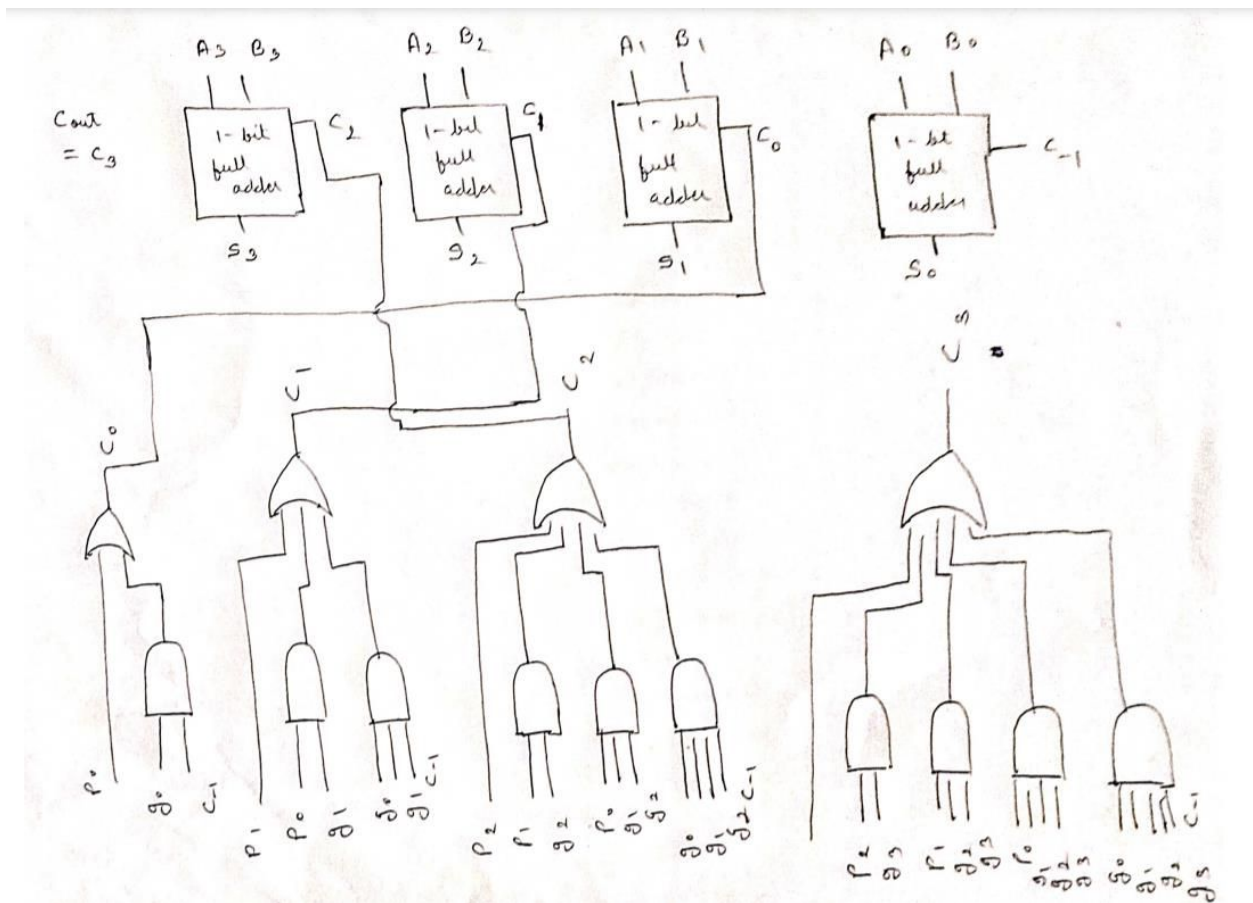 A3 B3
A2 B2
A1 B1
A0 B0
Cout
= C3
1-bit
full
adder
C2
1-bit
full
adder
C1
1-bit
full
adder
C0
1-bt
full
adder
C-1
S3
S2
S1
S0
C0
C1
C2
C3
P0
g0
C-1
P1
P0
g1
g0
g1
C-1
P2
P1
g2
P0
g1
g2
g0
g1
g2
C-1
P2
g3
P1
g2
g3
P0
g1
g2
g3
g0
g1
g2
g3
C-1